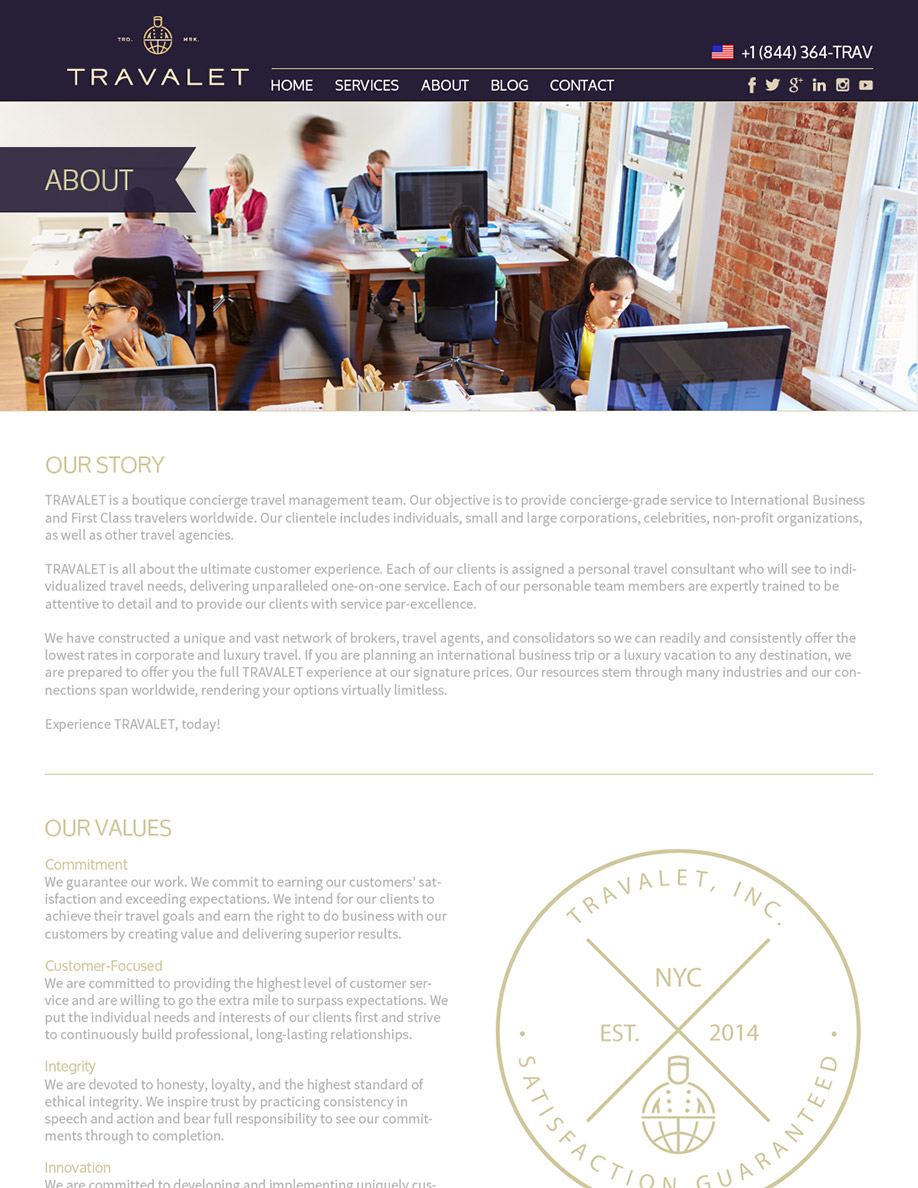 TRD. MRK.
TRAVALET
+1 (844) 364-TRAV
HOME SERVICES ABOUT BLOG CONTACT
ABOUT
OUR STORY
TRAVALET is a boutique concierge travel management team. Our objective is to provide concierge-grade service to International Business
and First Class travelers worldwide. Our clientele includes individuals, small and large corporations, celebrities, non-profit organizations,
as well as other travel agencies.
TRAVALET is all about the ultimate customer experience. Each of our clients is assigned a personal travel consultant who will see to indi-
vidualized travel needs, delivering unparalleled one-on-one service. Each of our personable team members are expertly trained to be
attentive to detail and to provide our clients with service par-excellence.
We have constructed a unique and vast network of brokers, travel agents, and consolidators so we can readily and consistently offer the
lowest rates in corporate and luxury travel. If you are planning an international business trip or a luxury vacation to any destination, we
are prepared to offer you the full TRAVALET experience at our signature prices. Our resources stem through many industries and our con-
nections span worldwide, rendering your options virtually limitless.
Experience TRAVALET, today!
OUR VALUES
Commitment
We guarantee our work. We commit to earning our customers' sat-
isfaction and exceeding expectations. We intend for our clients to
achieve their travel goals and earn the right to do business with our
customers by creating value and delivering superior results.
Customer-Focused
We are committed to providing the highest level of customer ser-
vice and are willing to go the extra mile to surpass expectations. We
put the individual needs and interests of our clients first and strive
to continuously build professional, long-lasting relationships.
Integrity
We are devoted to honesty, loyalty, and the highest standard of
ethical integrity. We inspire trust by practicing consistency in
speech and action and bear full responsibility to see our commit-
ments through to completion.
Innovation
We are committed to developing and implementing uniquely cus-
TRAVALET, INC.
NYC
EST. 2014
• SATISFACTION GUARANTEED •